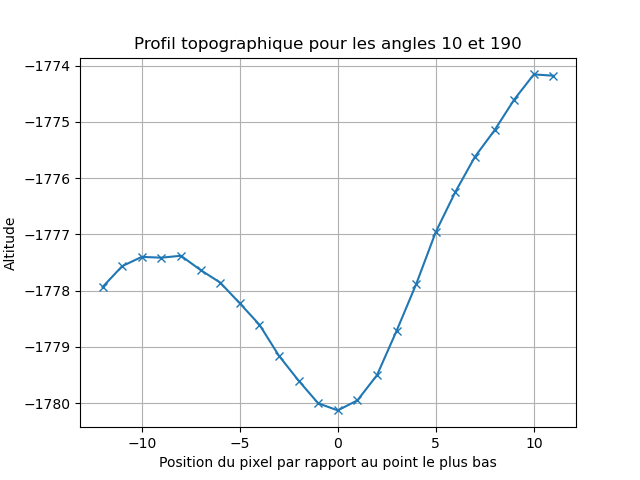 Profil topographique pour les angles 10 et 190
−1774
−1775
−1776
−1777
−1778
−1779
−1780
Altitude
−10 −5 0 5 10
Position du pixel par rapport au point le plus bas